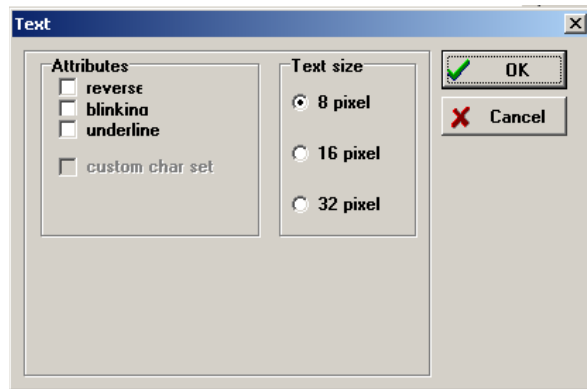 Text
Attributes
reverse
blinking
underline
custom char set
Text size
8 pixel
16 pixel
32 pixel
OK
Cancel